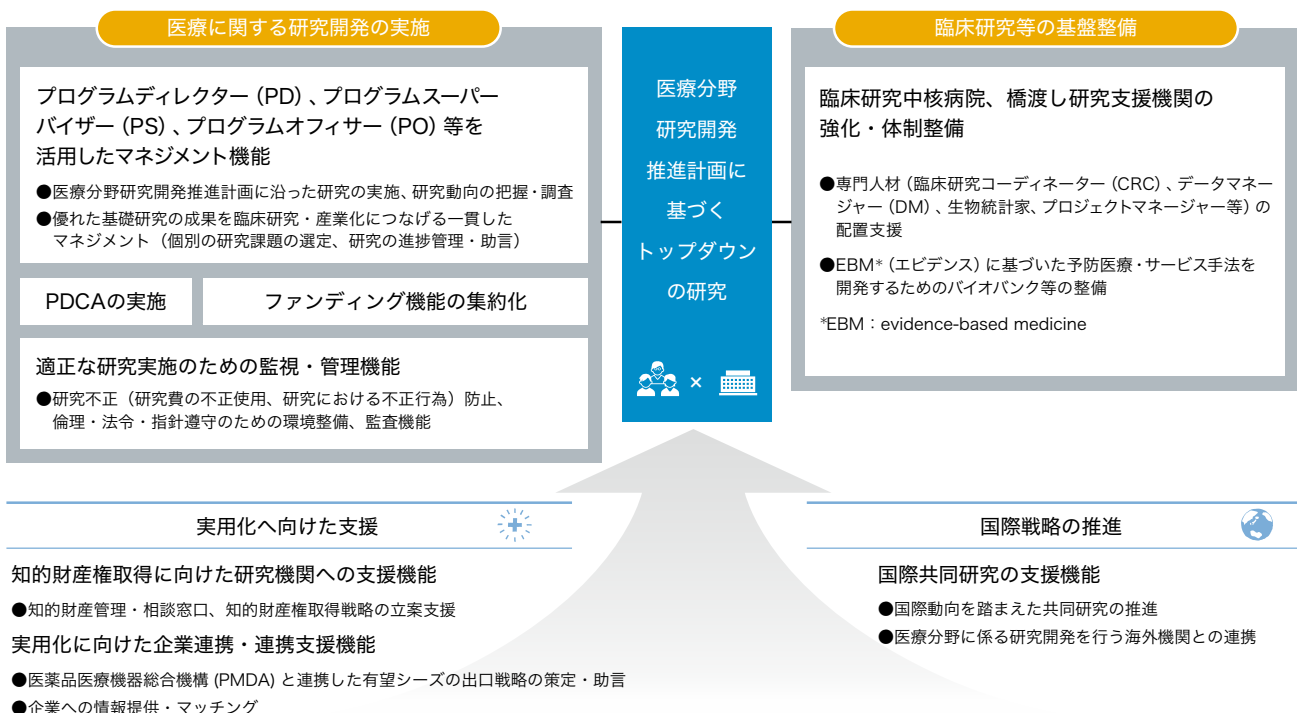 医療に関する研究開発の実施
プログラムディレクター（PD）、プログラムスーパー
バイザー（PS）、プログラムオフィサー（PO）等を
活用したマネジメント機能
●医療分野研究開発推進計画に沿った研究の実施、研究動向の把握・調査
●優れた基礎研究の成果を臨床研究・産業化につなげる一貫した
マネジメント（個別の研究課題の選定、研究の進捗管理・助言）
PDCAの実施
ファンディング機能の集約化
適正な研究実施のための監視・管理機能
●研究不正（研究費の不正使用、研究における不正行為）防止、
倫理・法令・指針遵守のための環境整備、監査機能
医療分野
研究開発
推進計画に
基づく
トップダウン
の研究
×
臨床研究等の基盤整備
臨床研究中核病院、橋渡し研究支援機関の
強化・体制整備
●専門人材（臨床研究コーディネーター（CRC）、データマネー
ジャー（DM）、生物統計家、プロジェクトマネージャー等）の
配置支援
●EBM*（エビデンス）に基づいた予防医療・サービス手法を
開発するためのバイオバンク等の整備
*EBM：evidence-based medicine
実用化へ向けた支援
知的財産権取得に向けた研究機関への支援機能
●知的財産管理・相談窓口、知的財産権取得戦略の立案支援
実用化に向けた企業連携・連携支援機能
●医薬品医療機器総合機構 (PMDA) と連携した有望シーズの出口戦略の策定・助言
●企業への情報提供・マッチング
国際戦略の推進
国際共同研究の支援機能
●国際動向を踏まえた共同研究の推進
●医療分野に係る研究開発を行う海外機関との連携